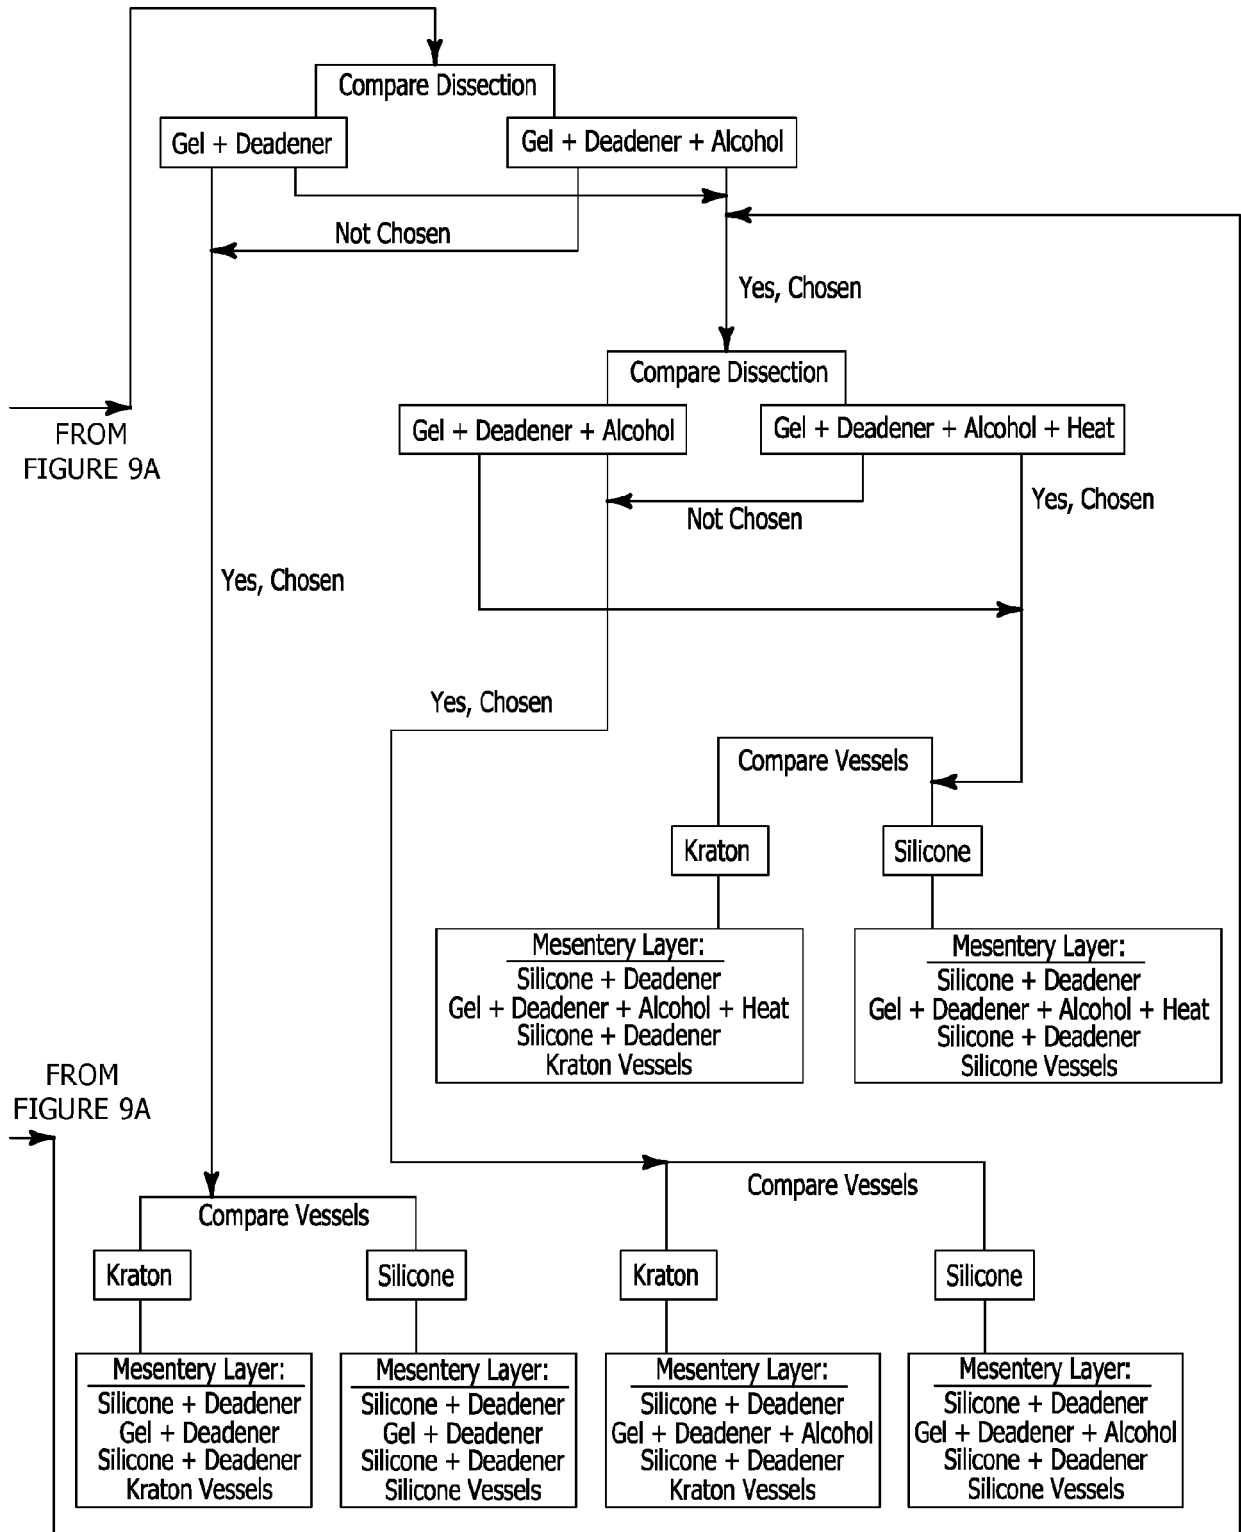 Compare Dissection
Gel + Deadener
Gel + Deadener + Alcohol
Not Chosen
Yes, Chosen
Compare Dissection
FROM
FIGURE 9A
Gel + Deadener + Alcohol
Gel + Deadener + Alcohol + Heat
Yes, Chosen
Not Chosen
Yes, Chosen
Yes, Chosen
Compare Vessels
Kraton
Silicone
Mesentery Layer:
Silicone + Deadener
Gel + Deadener + Alcohol + Heat
Silicone + Deadener
Kraton Vessels
Mesentery Layer:
Silicone + Deadener
Gel + Deadener + Alcohol + Heat
Silicone + Deadener
Silicone Vessels
FROM
FIGURE 9A
Compare Vessels
Compare Vessels
Kraton
Silicone
Kraton
Silicone
Mesentery Layer:
Silicone + Deadener
Gel + Deadener
Silicone + Deadener
Kraton Vessels
Mesentery Layer:
Silicone + Deadener
Gel + Deadener
Silicone + Deadener
Silicone Vessels
Mesentery Layer:
Silicone + Deadener
Gel + Deadener + Alcohol
Silicone + Deadener
Kraton Vessels
Mesentery Layer:
Silicone + Deadener
Gel + Deadener + Alcohol
Silicone + Deadener
Silicone Vessels